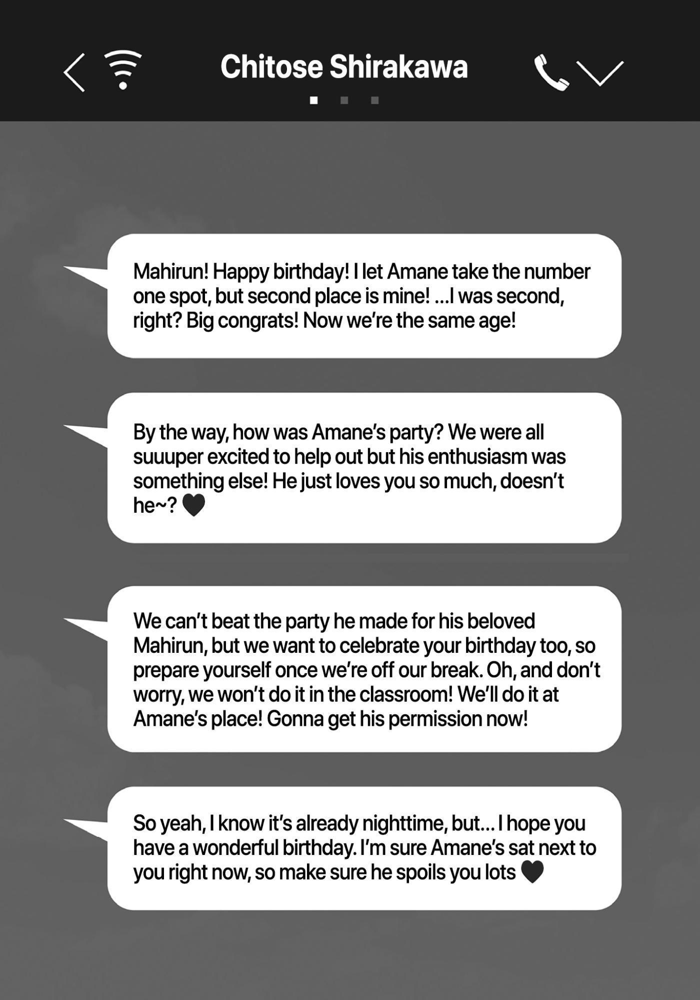 Chitose Shirakawa
Mahirun! Happy birthday! I let Amane take the number
one spot, but second place is mine! ...I was second,
right? Big congrats! Now we’re the same age!
By the way, how was Amane’s party? We were all
suuuper excited to help out but his enthusiasm was
something else! He just loves you so much, doesn’t
he~? ♥
We can’t beat the party he made for his beloved
Mahirun, but we want to celebrate your birthday too, so
prepare yourself once we’re off our break. Oh, and don’t
worry, we won’t do it in the classroom! We’ll do it at
Amane’s place! Gonna get his permission now!
So yeah, I know it’s already nighttime, but... I hope you
have a wonderful birthday. I’m sure Amane’s sat next to
you right now, so make sure he spoils you lots ♥